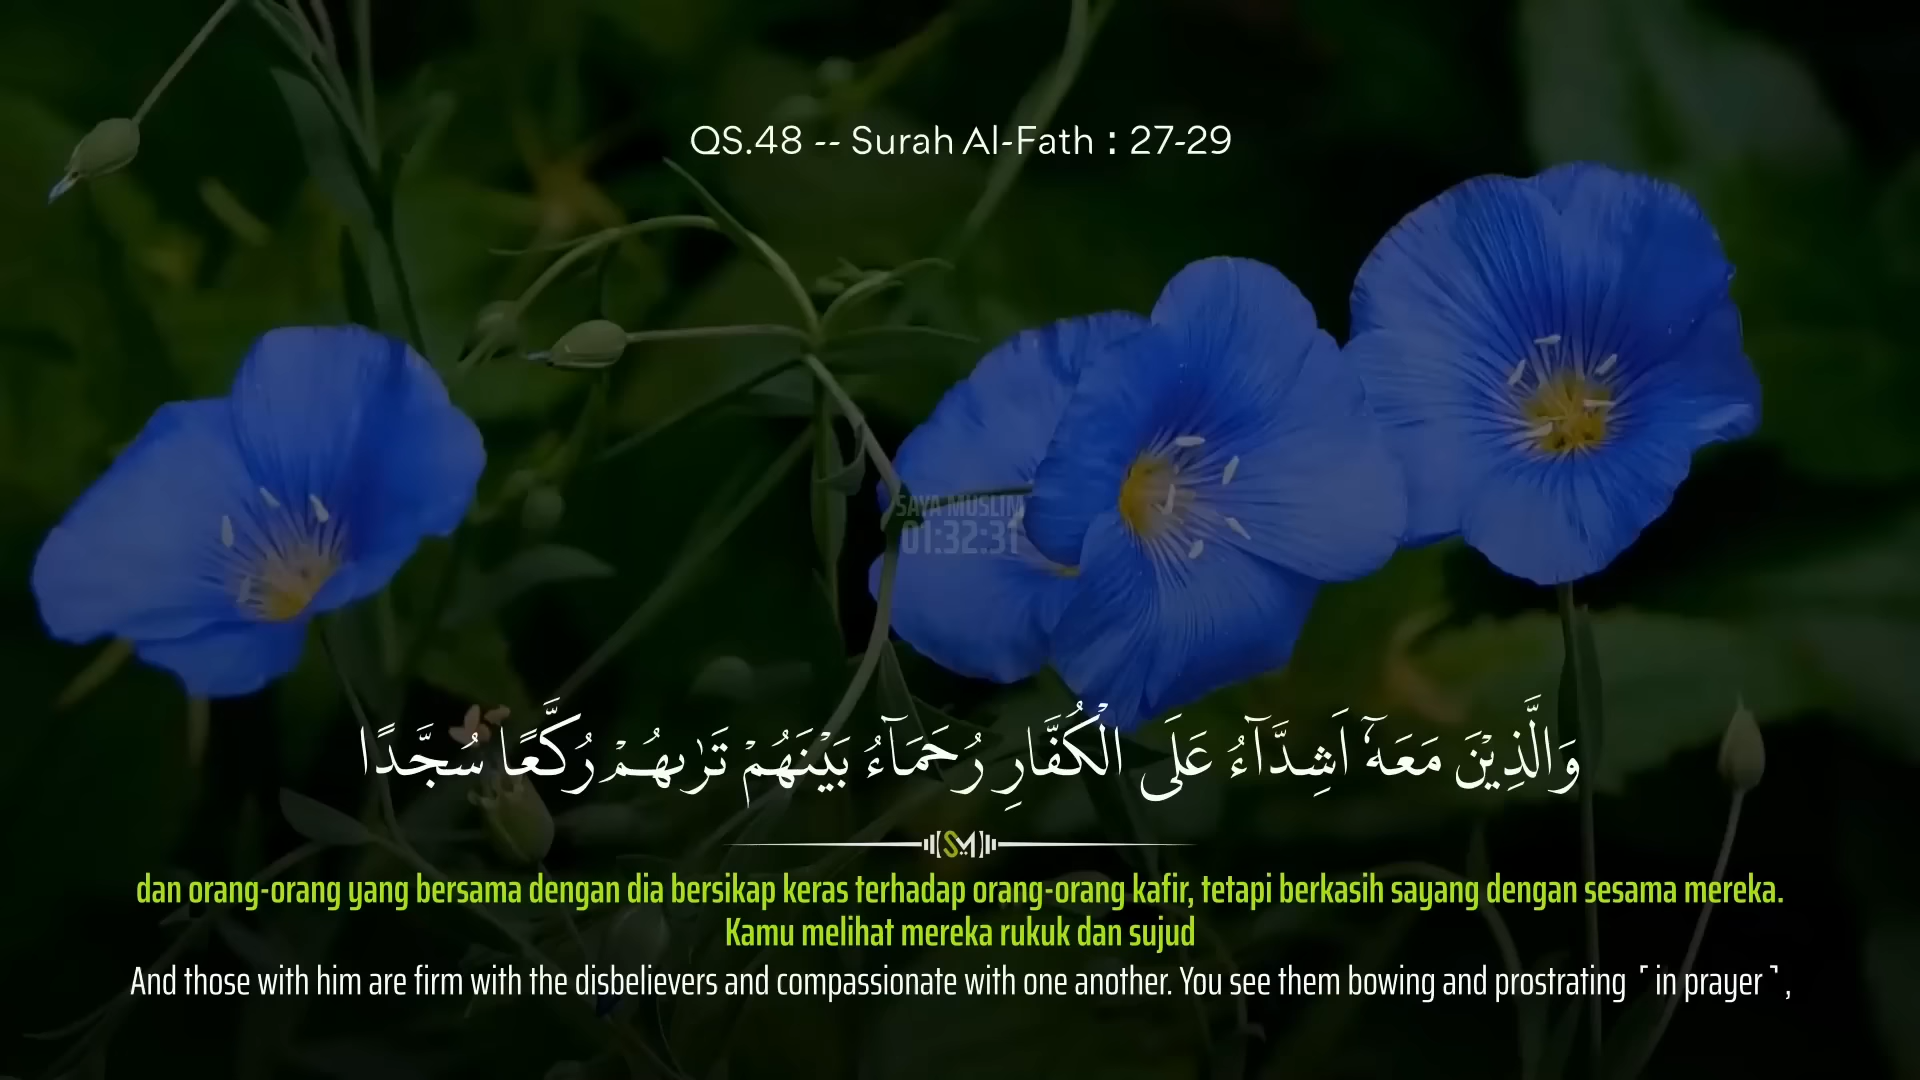 QS.48 -- Surah Al-Fath : 27-29
SAYA MUSLIM
01:32:31
وَالَّذِيْنَ مَعَهٗٓ اَشِدَّاۤءُ عَلَى الْكُفَّارِ رُحَمَاۤءُ بَيْنَهُمْ تَرٰىهُمْ رُكَّعًا سُجَّدًا
SM
dan orang-orang yang bersama dengan dia bersikap keras terhadap orang-orang kafir, tetapi berkasih sayang dengan sesama mereka.
Kamu melihat mereka rukuk dan sujud
And those with him are firm with the disbelievers and compassionate with one another. You see them bowing and prostrating ⸢in prayer⸣,